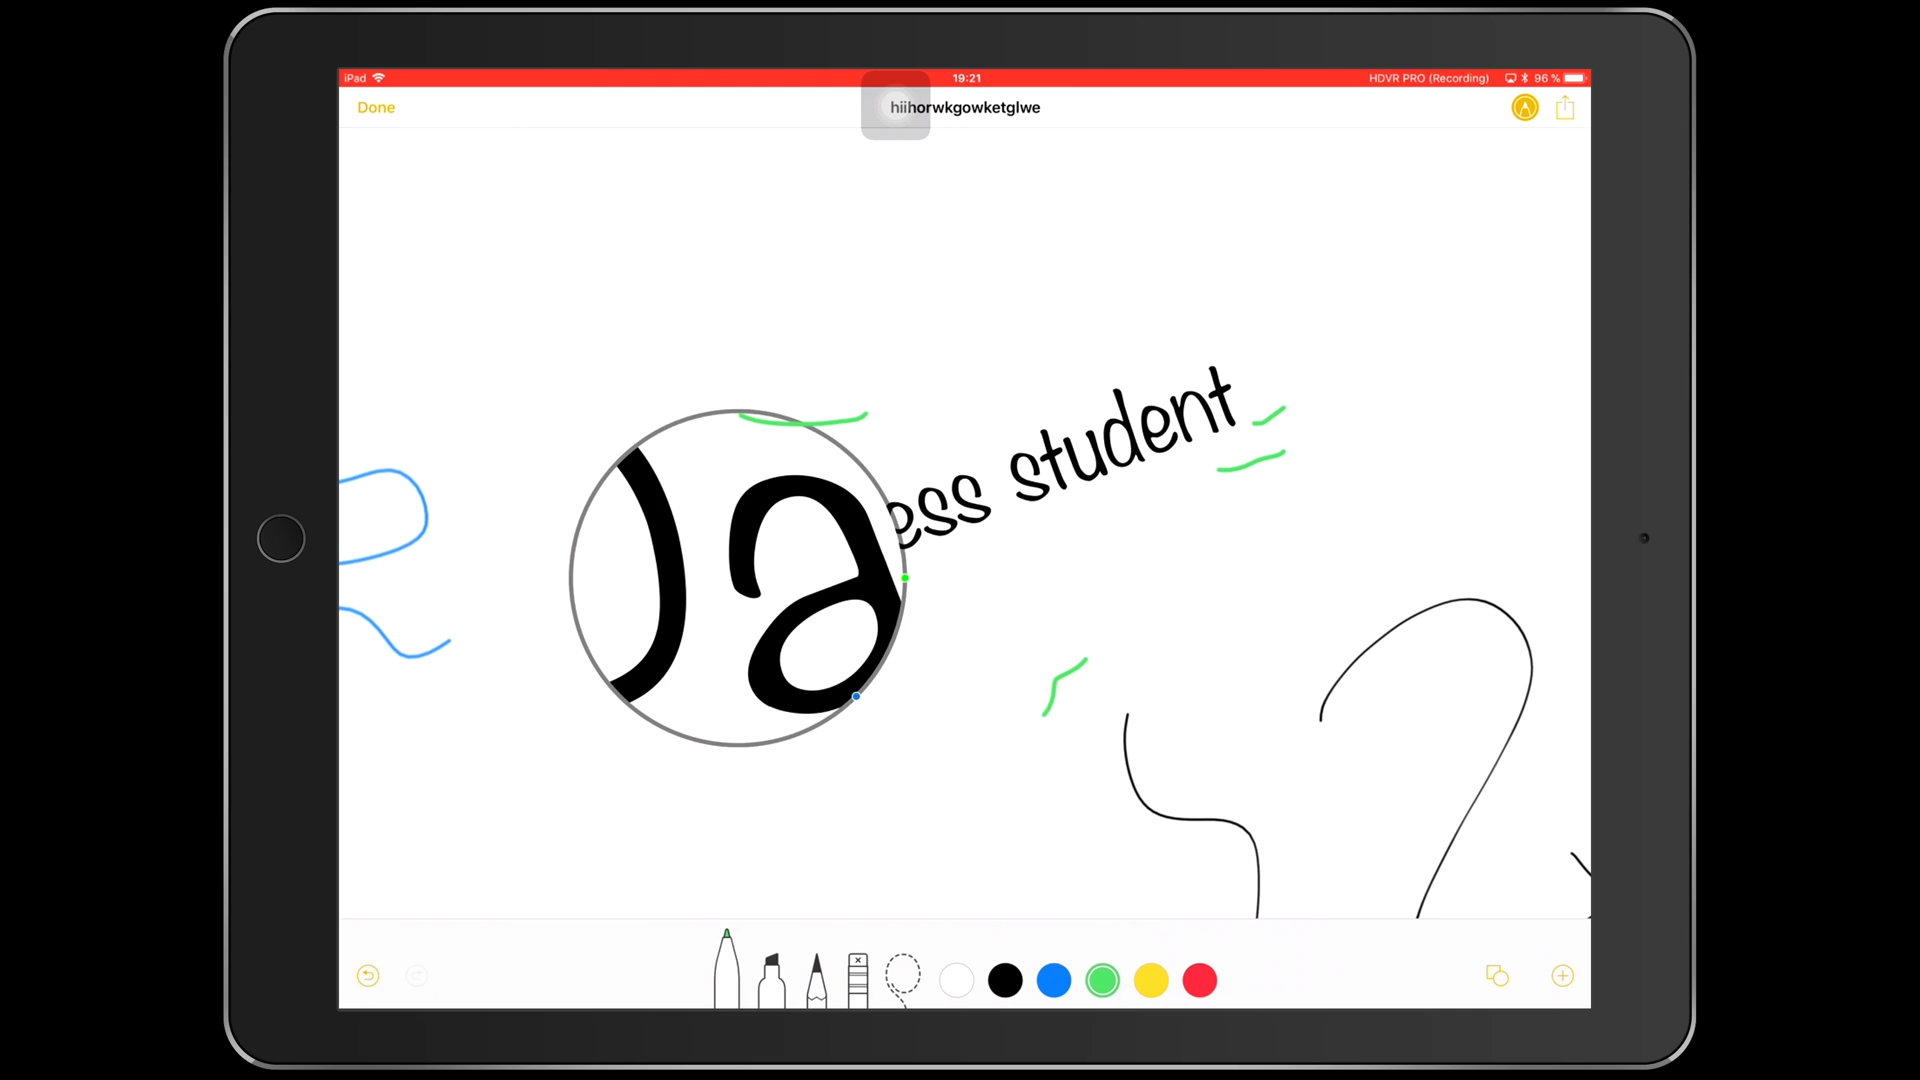 iPad 19:21 HDVR PRO (Recording) 96 %
Done hiihorwkgowketglwe
a ess student